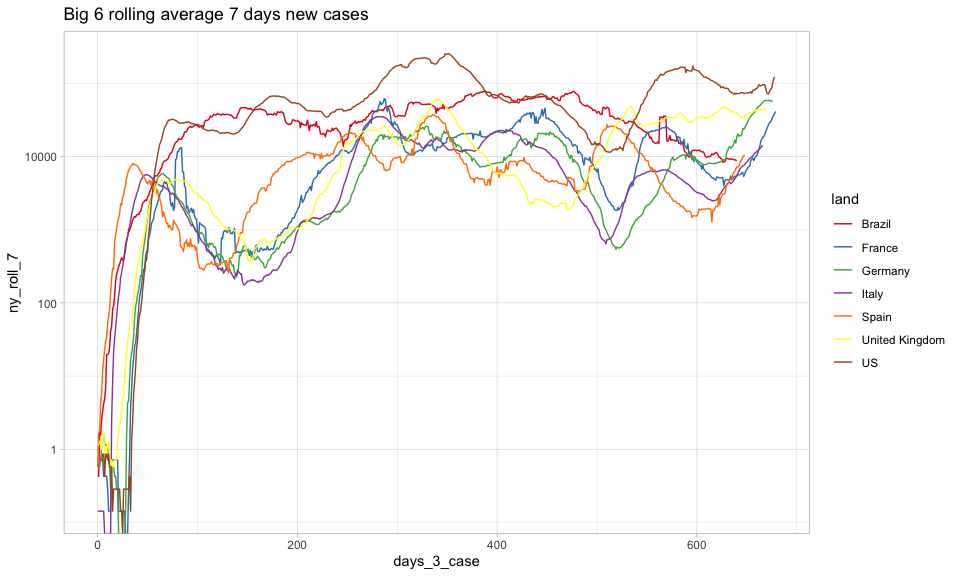 Big 6 rolling average 7 days new cases
ny_roll_7
10000
100
1
0
200
400
600
days_3_case
land
Brazil
France
Germany
Italy
Spain
United Kingdom
US